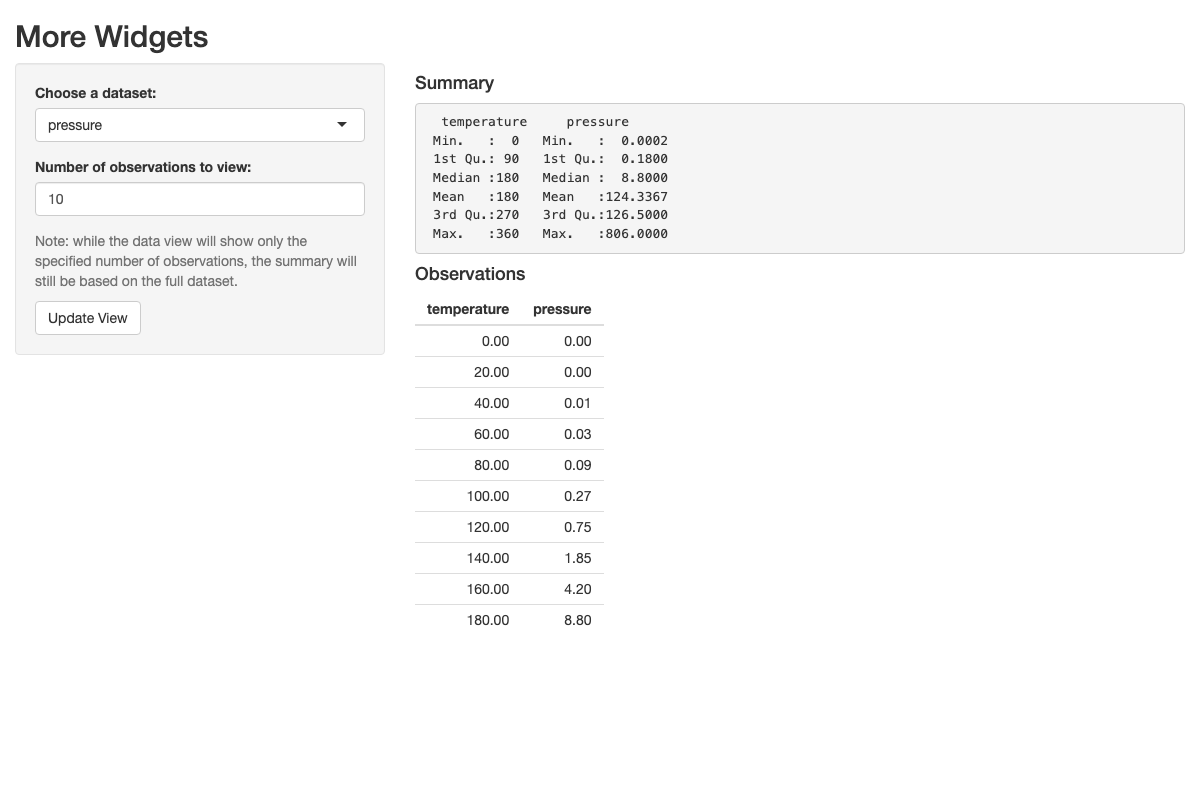 More Widgets
Choose a dataset:
pressure
Number of observations to view:
10
Note: while the data view will show only the
specified number of observations, the summary will
still be based on the full dataset.
Update View
Summary
  temperature     pressure
 Min.   :  0   Min.   :  0.0002
 1st Qu.: 90   1st Qu.:  0.1800
 Median :180   Median :  8.8000
 Mean   :180   Mean   :124.3367
 3rd Qu.:270   3rd Qu.:126.5000
 Max.   :360   Max.   :806.0000
Observations
temperature pressure
0.00 0.00
20.00 0.00
40.00 0.01
60.00 0.03
80.00 0.09
100.00 0.27
120.00 0.75
140.00 1.85
160.00 4.20
180.00 8.80